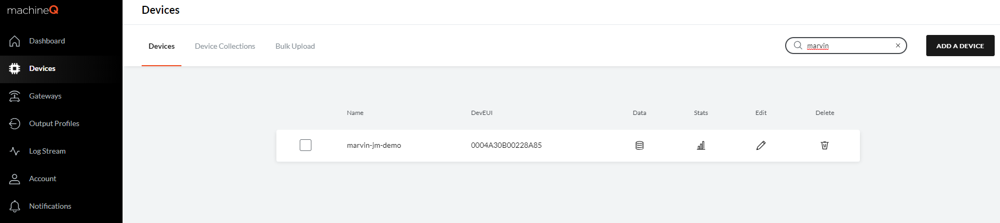 machineQ
Dashboard
Devices
Gateways
Output Profiles
Log Stream
Account
Notifications
Devices
Devices Device Collections Bulk Upload
marvin
ADD A DEVICE
Name DevEUI Data Stats Edit Delete
marvin-jm-demo 0004A30B00228A85